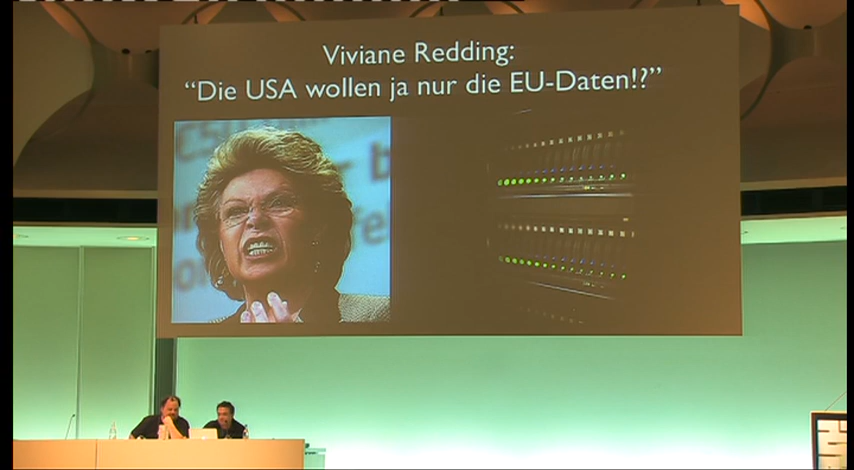 Viviane Redding:
“Die USA wollen ja nur die EU-Daten!?”